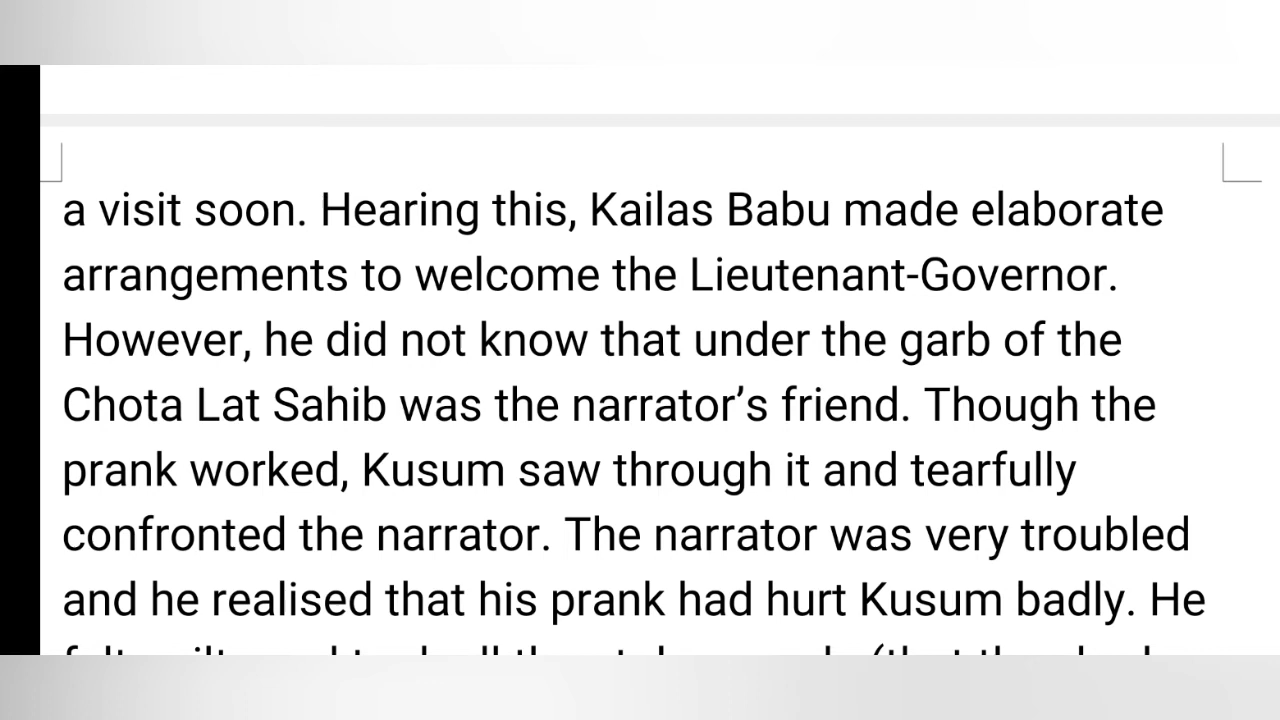 a visit soon. Hearing this, Kailas Babu made elaborate
arrangements to welcome the Lieutenant-Governor.
However, he did not know that under the garb of the
Chota Lat Sahib was the narrator’s friend. Though the
prank worked, Kusum saw through it and tearfully
confronted the narrator. The narrator was very troubled
and he realised that his prank had hurt Kusum badly. He